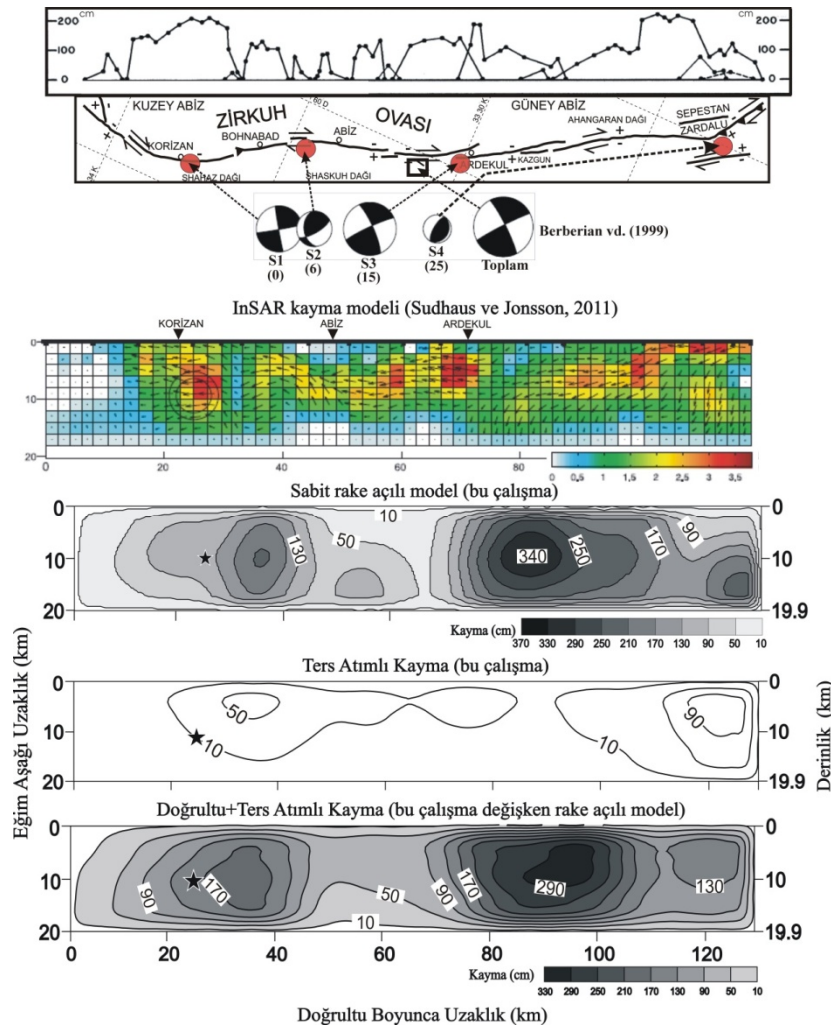 cm
cm
200
200
100
100
0
0
KUZEY ABİZ
ZİRKUH
60 D
OVASI
33.30 K
GÜNEY ABİZ
AHANGARAN DAĞI
SEPESTAN
ZARDALU
KORİZAN
BOHNABAD
ABİZ
34 K
SHAHAZ DAĞI
SHASKUH DAĞI
ARDEKUL
KAZGUN
S1
(0)
S2
(6)
S3
(15)
S4
(25)
Toplam
Berberian vd. (1999)
InSAR kayma modeli (Sudhaus ve Jonsson, 2011)
KORİZAN
ABİZ
ARDEKUL
0
10
20
0 20 40 60 80
0 0,5 1 1,5 2 2,5 3 3,5
Sabit rake açılı model (bu çalışma)
0
10
20
10
130
50
340
250
170
90
0
10
19.9
Kayma (cm)
370 330 290 250 210 170 130 90 50 10
Ters Atımlı Kayma (bu çalışma)
0
10
20
50
10
10
90
0
10
19.9
Eğim Aşağı Uzaklık (km)
Derinlik (km)
Doğrultu+Ters Atımlı Kayma (bu çalışma değişken rake açılı model)
0
10
20
90
170
50
10
90
170
290
130
0
10
19.9
0 20 40 60 80 100 120
Kayma (cm)
330 290 250 210 170 130 90 50 10
Doğrultu Boyunca Uzaklık (km)